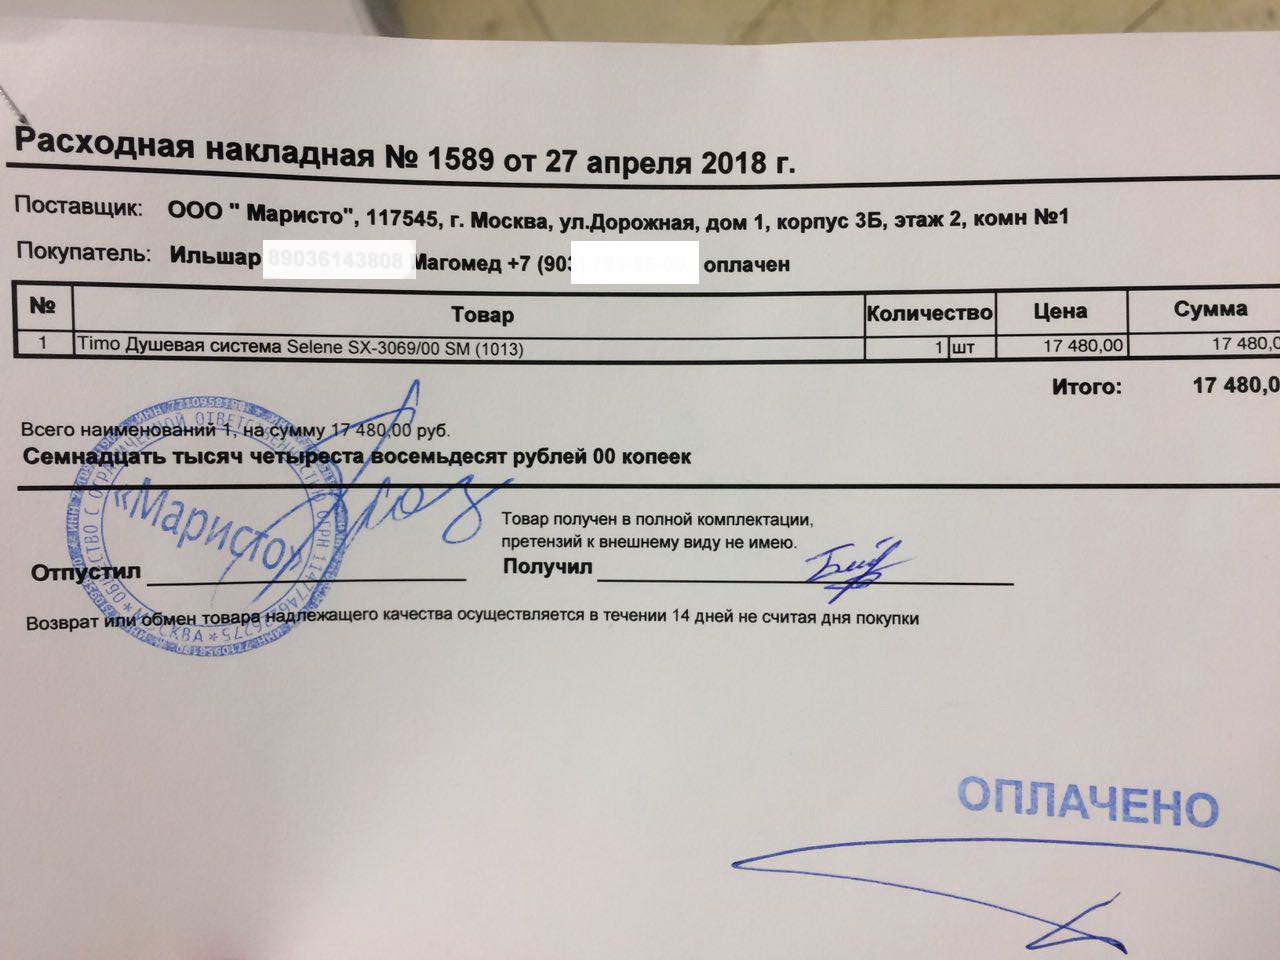 Расходная накладная № 1589 от 27 апреля 2018 г.
Поставщик: ООО " Маристо", 117545, г. Москва, ул.Дорожная, дом 1, корпус 3Б, этаж 2, комн №1
Покупатель: Ильшар Магомед +7 (903 оплачен
№ Товар Количество Цена Сумма
1 Timo Душевая система Selene SX-3069/00 SM (1013) 1 шт 17 480,00 17 480,0
Итого: 17 480,0
Всего наименований 1, на сумму 17 480,00 руб.
Семнадцать тысяч четыреста восемьдесят рублей 00 копеек
«Маристо»
МОСКВА
Товар получен в полной комплектации,
претензий к внешнему виду не имею.
Отпустил Получил
Возврат или обмен товара надлежащего качества осуществляется в течении 14 дней не считая дня покупки
ОПЛАЧЕНО